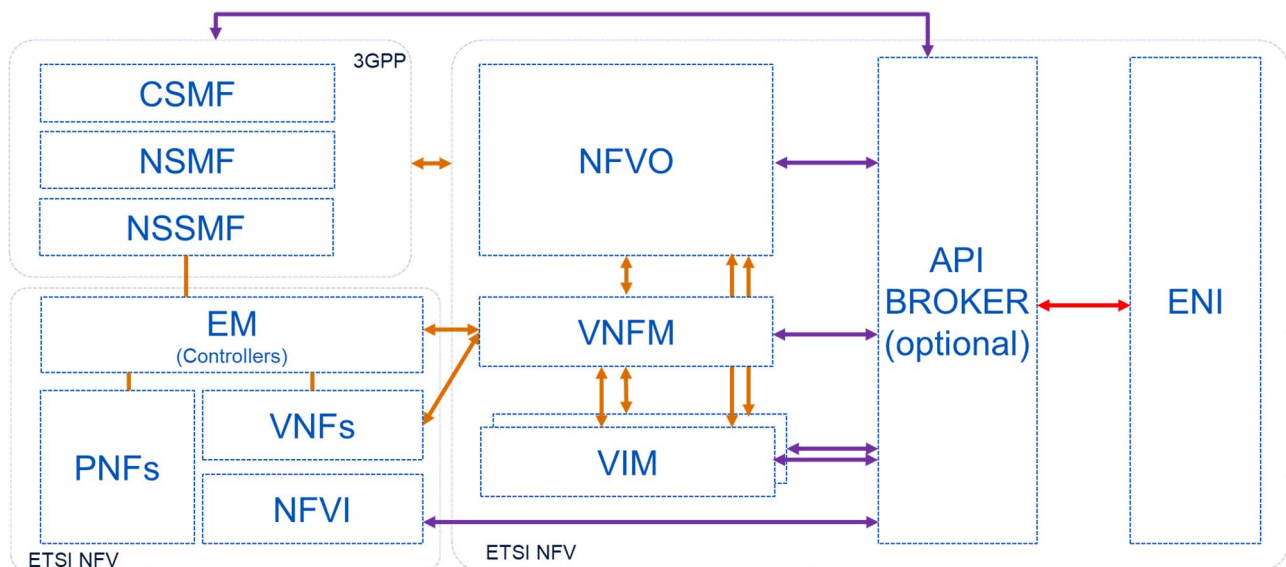 3GPP
CSMF
NSMF
NSSMF
EM
(Controllers)
PNFs
VNFs
NFVI
ETSI NFV
NFVO
VNFM
VIM
ETSI NFV
API
BROKER
(optional)
ENI